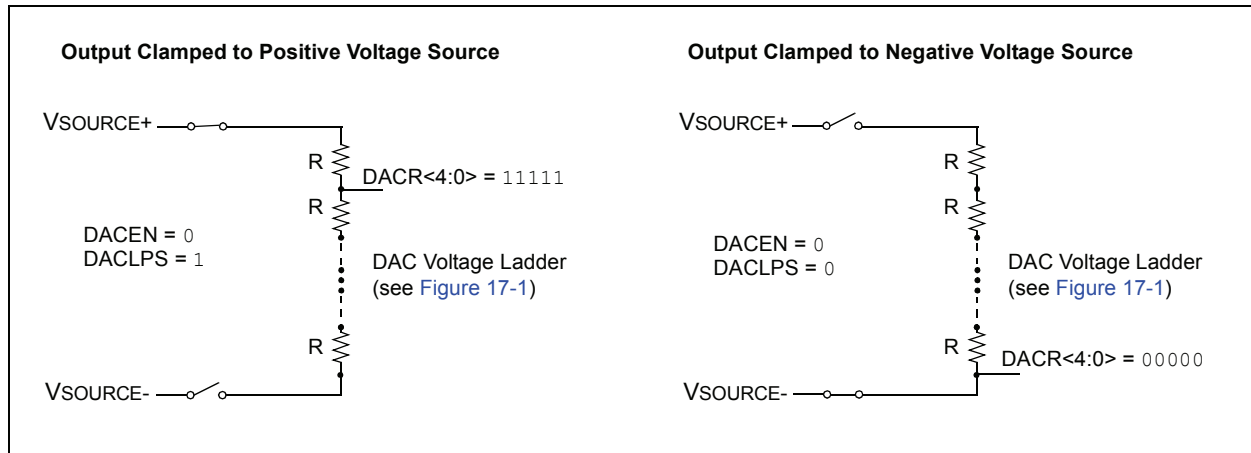 Output Clamped to Positive Voltage Source
VSOURCE+
R
DACR<4:0> = 11111
R
DACEN = 0
DACLPS = 1
DAC Voltage Ladder
(see Figure 17-1)
R
VSOURCE-
Output Clamped to Negative Voltage Source
VSOURCE+
R
R
DACEN = 0
DACLPS = 0
DAC Voltage Ladder
(see Figure 17-1)
R
DACR<4:0> = 00000
VSOURCE-